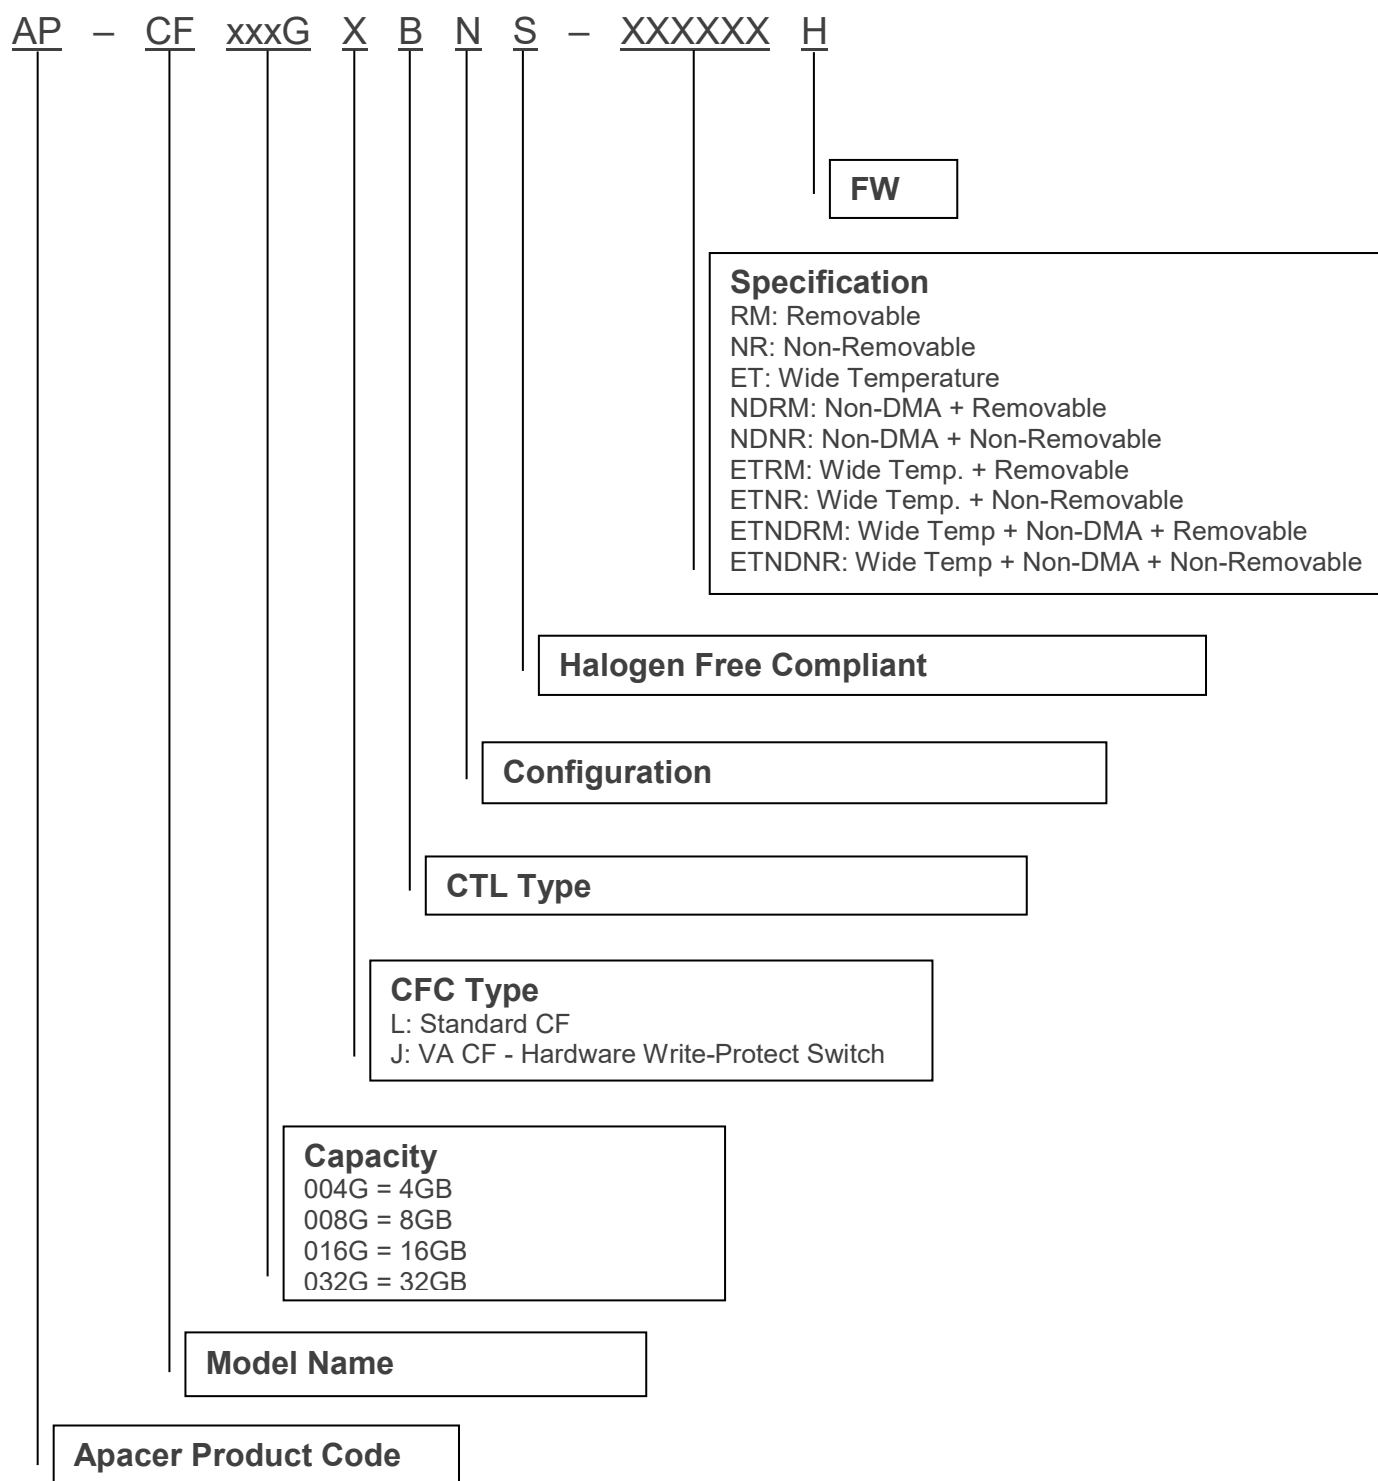 AP – CF xxxG X B N S – XXXXXX H
FW
Specification
RM: Removable
NR: Non-Removable
ET: Wide Temperature
NDRM: Non-DMA + Removable
NDNR: Non-DMA + Non-Removable
ETRM: Wide Temp. + Removable
ETNR: Wide Temp. + Non-Removable
ETNDRM: Wide Temp + Non-DMA + Removable
ETNDNR: Wide Temp + Non-DMA + Non-Removable
Halogen Free Compliant
Configuration
CTL Type
CFC Type
L: Standard CF
J: VA CF - Hardware Write-Protect Switch
Capacity
004G = 4GB
008G = 8GB
016G = 16GB
032G = 32GB
Model Name
Apacer Product Code